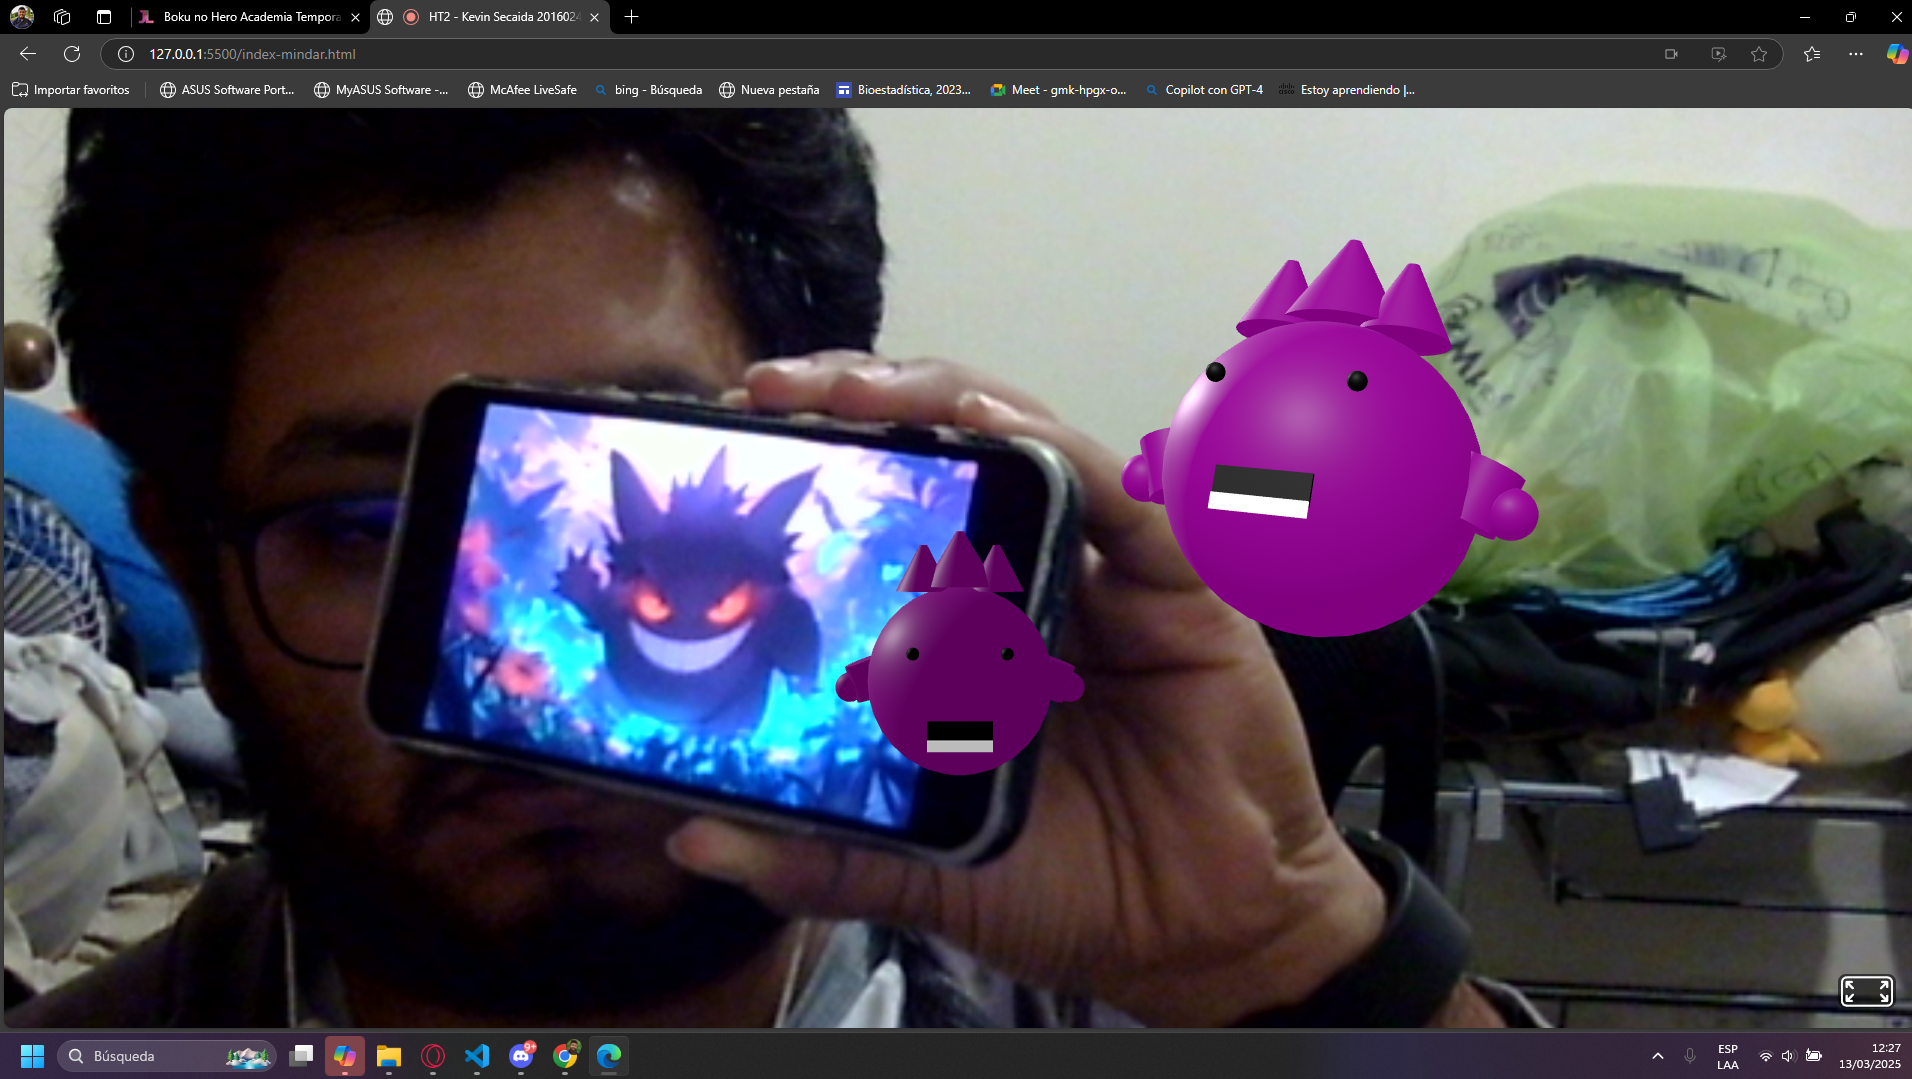 Boku no Hero Academia Tempora
HT2 - Kevin Secaida 2016024
127.0.0.1:5500/index-mindar.html
Importar favoritos
ASUS Software Port...
MyASUS Software -...
McAfee LiveSafe
bing - Búsqueda
Nueva pestaña
Bioestadística, 2023...
Meet - gmk-hpgx-o...
Copilot con GPT-4
Estoy aprendiendo |...
Búsqueda
9+
ESP
LAA
12:27
13/03/2025